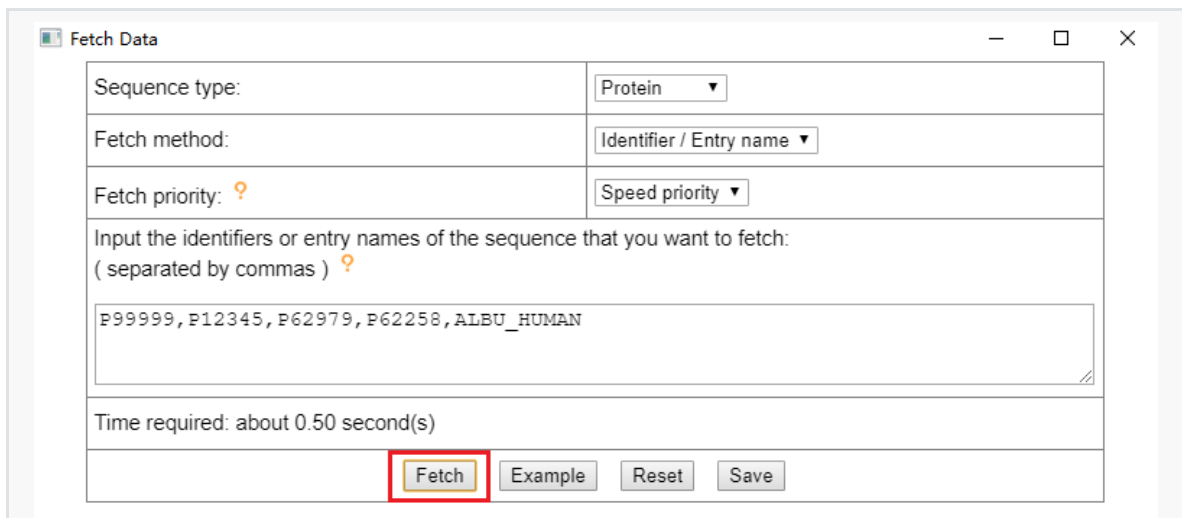 Fetch Data
Sequence type:
Protein
Fetch method:
Identifier / Entry name
Fetch priority: ?
Speed priority
Input the identifiers or entry names of the sequence that you want to fetch:
( separated by commas ) ?
P99999,P12345,P62979,P62258,ALBU_HUMAN
Time required: about 0.50 second(s)
Fetch Example Reset Save